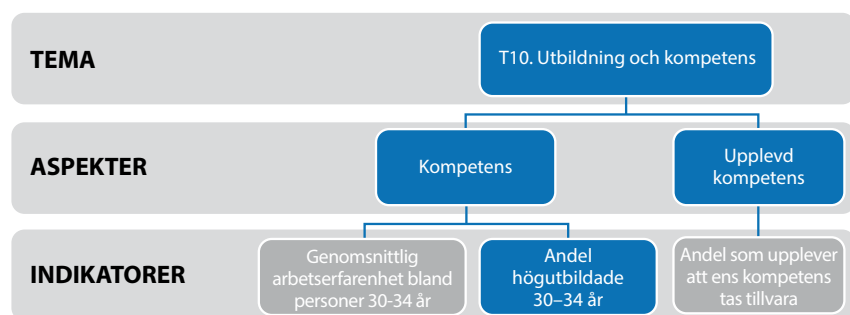 TEMA
T10. Utbildning och kompetens
ASPEKTER
Kompetens
Upplevd
kompetens
INDIKATORER
Genomsnittlig
arbetserfarenhet bland
personer 30-34 år
Andel
högutbildade
30–34 år
Andel som upplever
att ens kompetens
tas tillvara